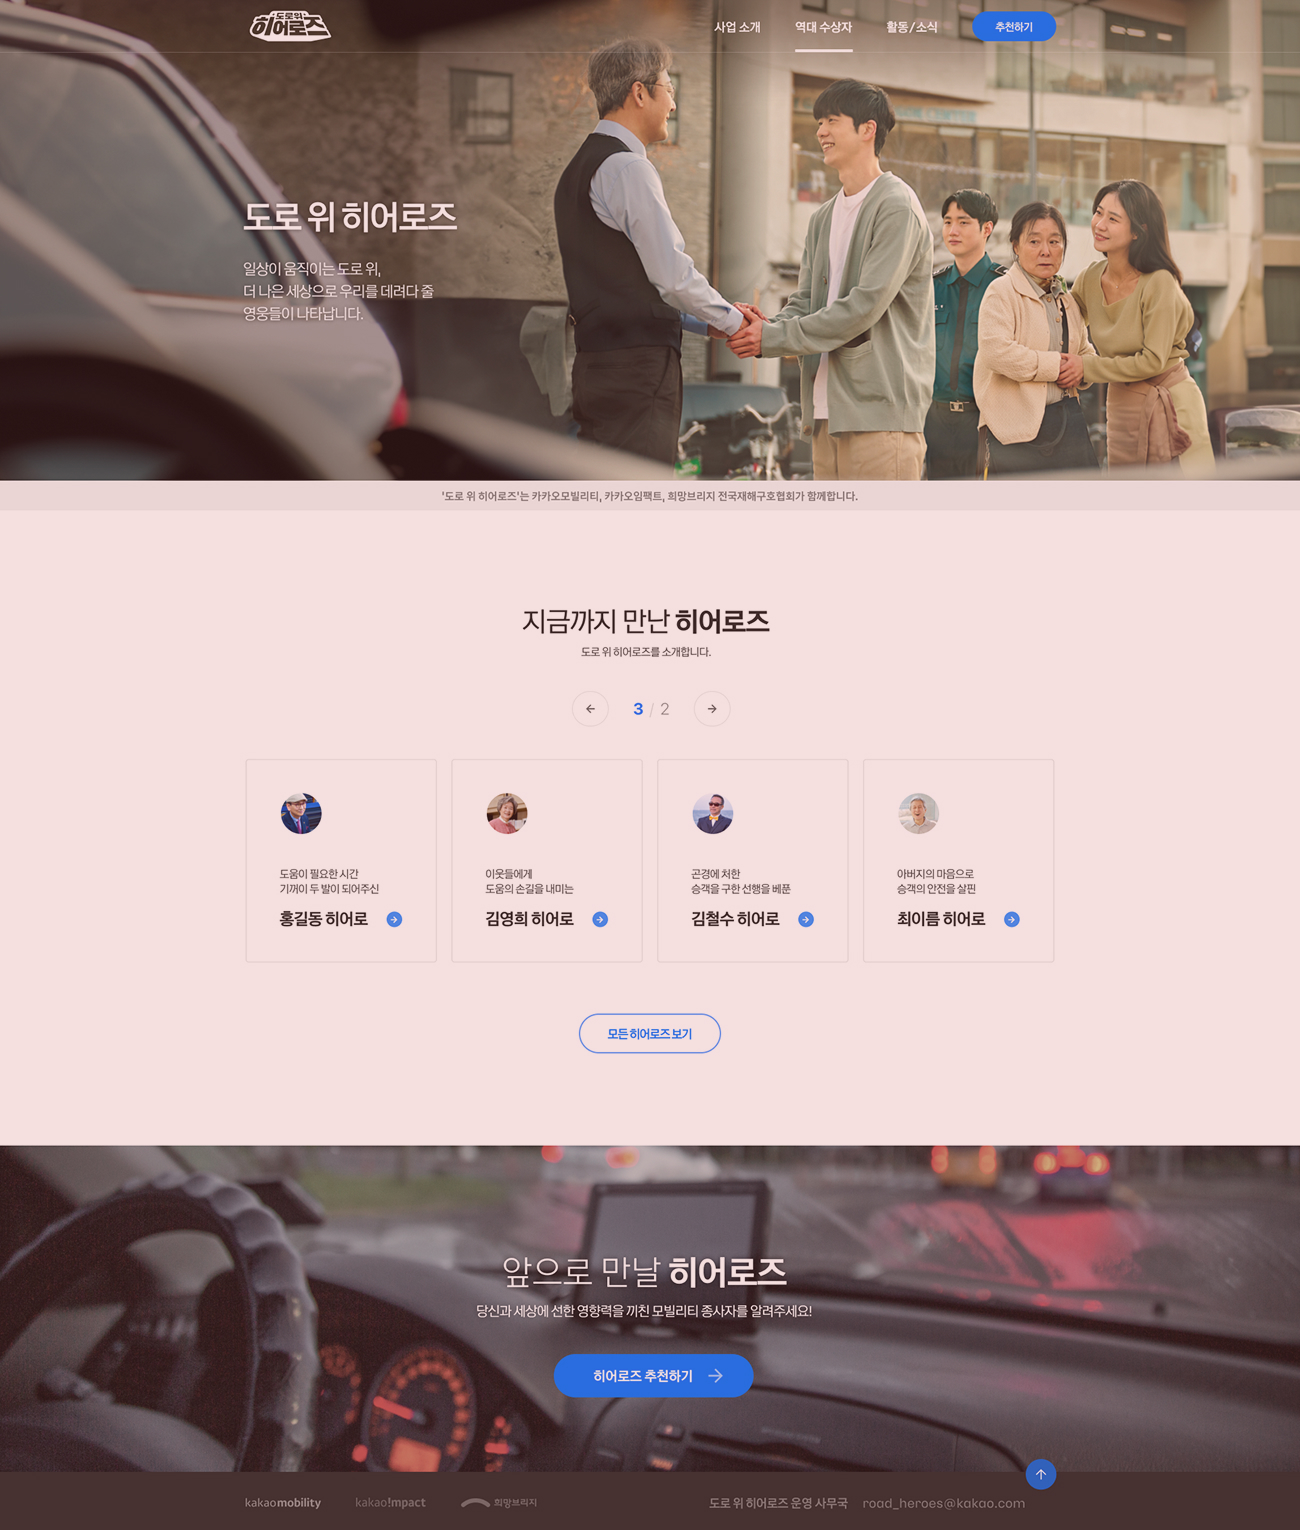 도로 위
히어로즈
사업 소개
역대 수상자
활동/소식
추천하기
도로 위 히어로즈
일상이 움직이는 도로 위,
더 나은 세상으로 우리를 데려다 줄
영웅들이 나타납니다.
'도로 위 히어로즈'는 카카오모빌리티, 카카오임팩트, 희망브리지 전국재해구호협회가 함께합니다.
지금까지 만난 히어로즈
도로 위 히어로즈를 소개합니다.
3 / 2
도움이 필요한 시간
기꺼이 두 발이 되어주신
홍길동 히어로
이웃들에게
도움의 손길을 내미는
김영희 히어로
곤경에 처한
승객을 구한 선행을 베푼
김철수 히어로
아버지의 마음으로
승객의 안전을 살핀
최이름 히어로
모든 히어로즈 보기
앞으로 만날 히어로즈
당신과 세상에 선한 영향력을 끼친 모빌리티 종사자를 알려주세요!
히어로즈 추천하기
kakaomobility
kakao!mpact
희망브리지
도로 위 히어로즈 운영 사무국
road_heroes@kakao.com